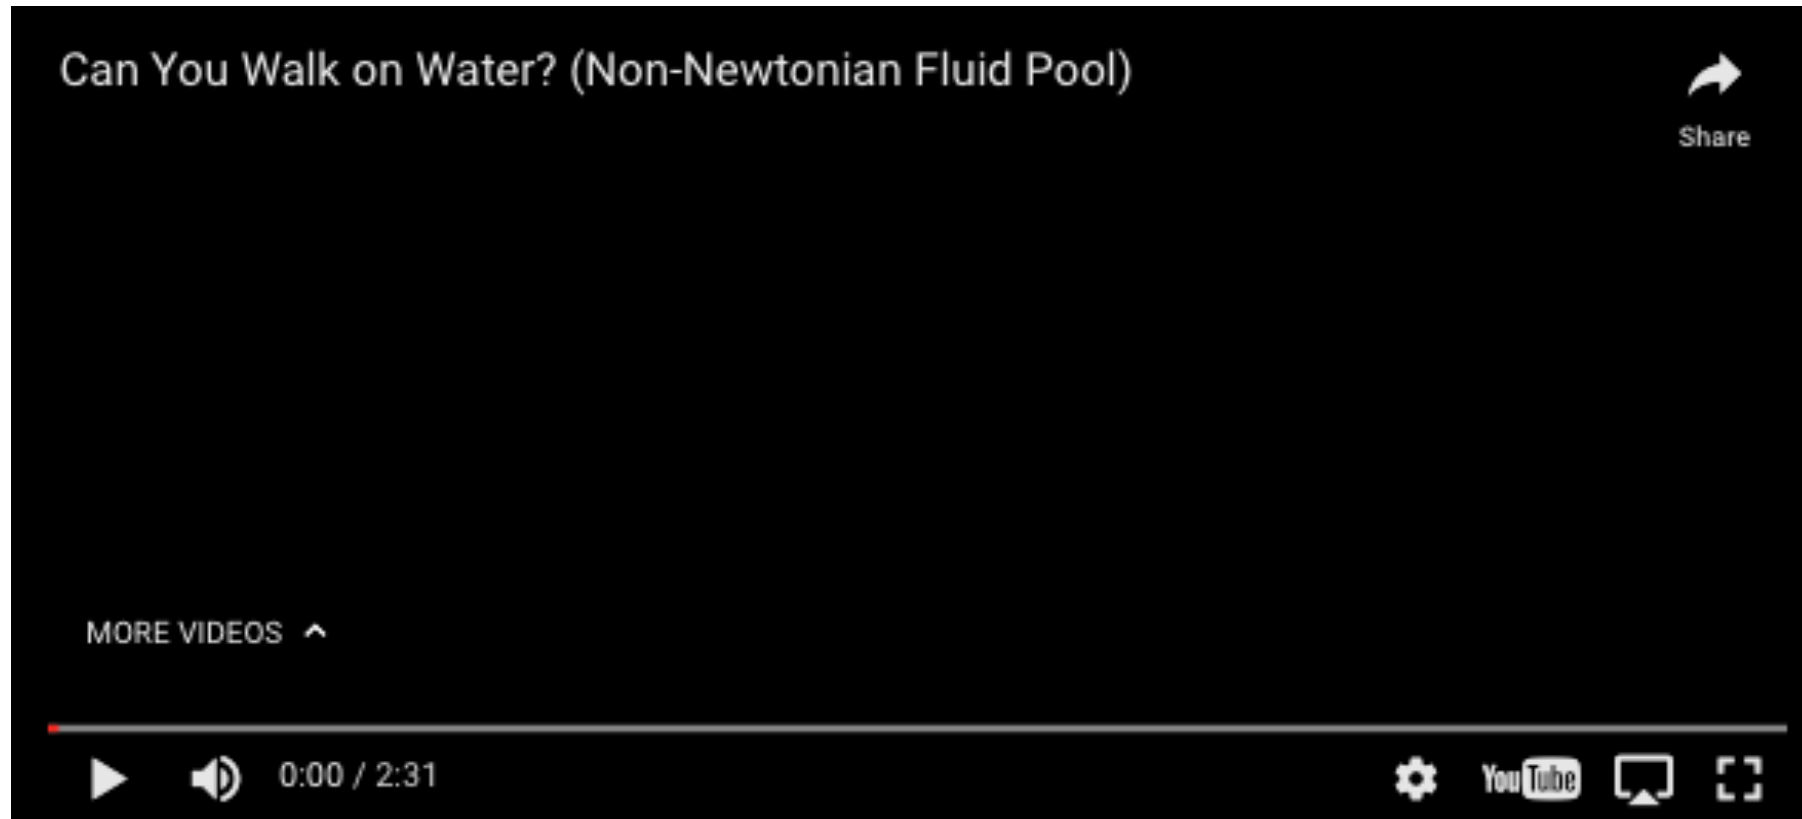 Can You Walk on Water? (Non-Newtonian Fluid Pool)
Share
MORE VIDEOS
0:00 / 2:31
YouTube